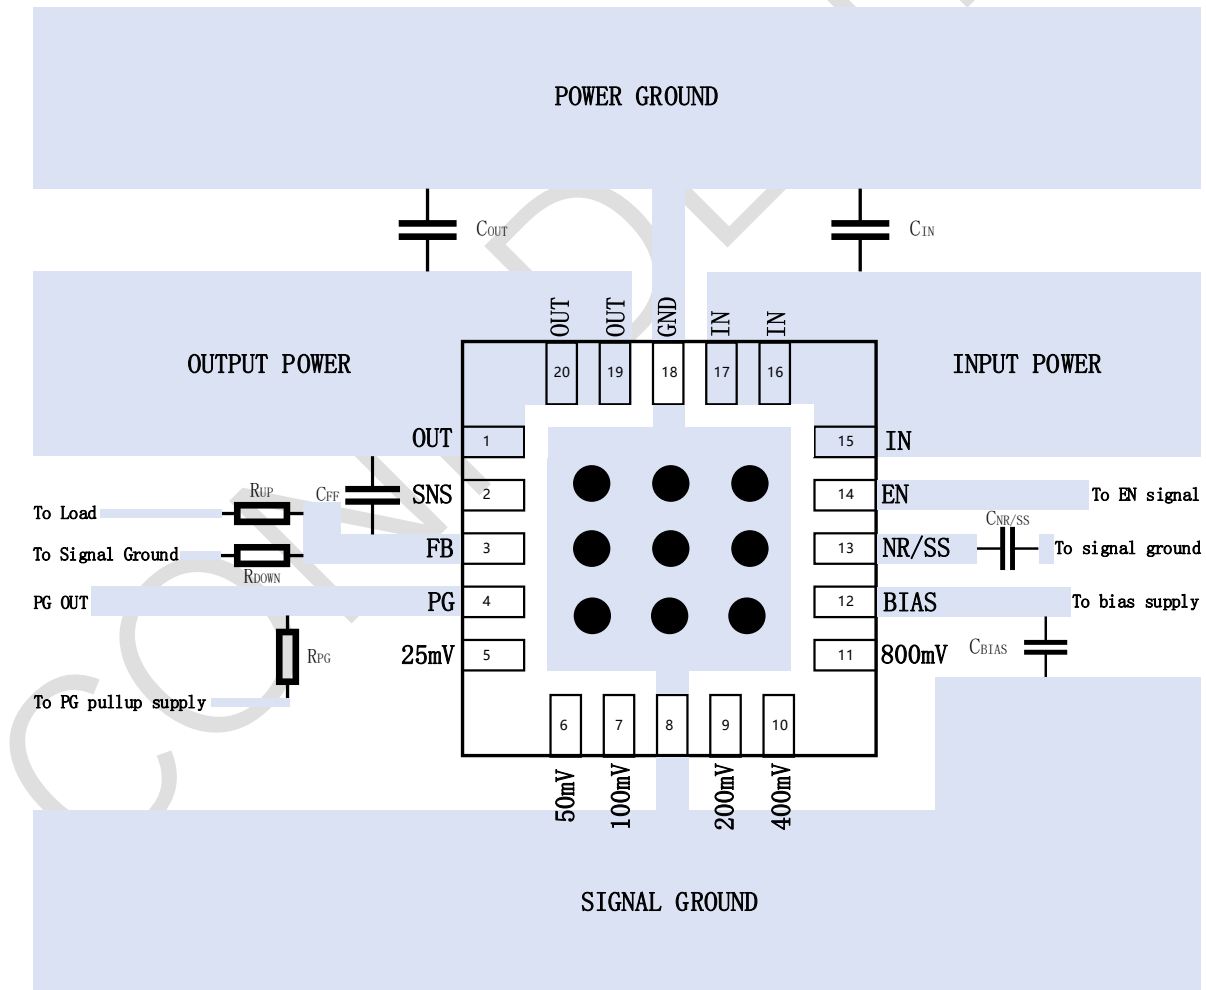 POWER GROUND
COUT
CIN
OUT
OUT
GND
IN
IN
OUTPUT POWER
INPUT POWER
20
19
18
17
16
OUT
1
15
IN
RUP
CFF
SNS
2
14
EN
To EN signal
To Load
CNR/SS
To Signal Ground
FB
3
13
NR/SS
To signal ground
RDOWN
PG OUT
PG
4
12
BIAS
To bias supply
RPG
25mV
5
11
800mV
CBIAS
To PG pullup supply
6
7
8
9
10
50mV
100mV
200mV
400mV
SIGNAL GROUND